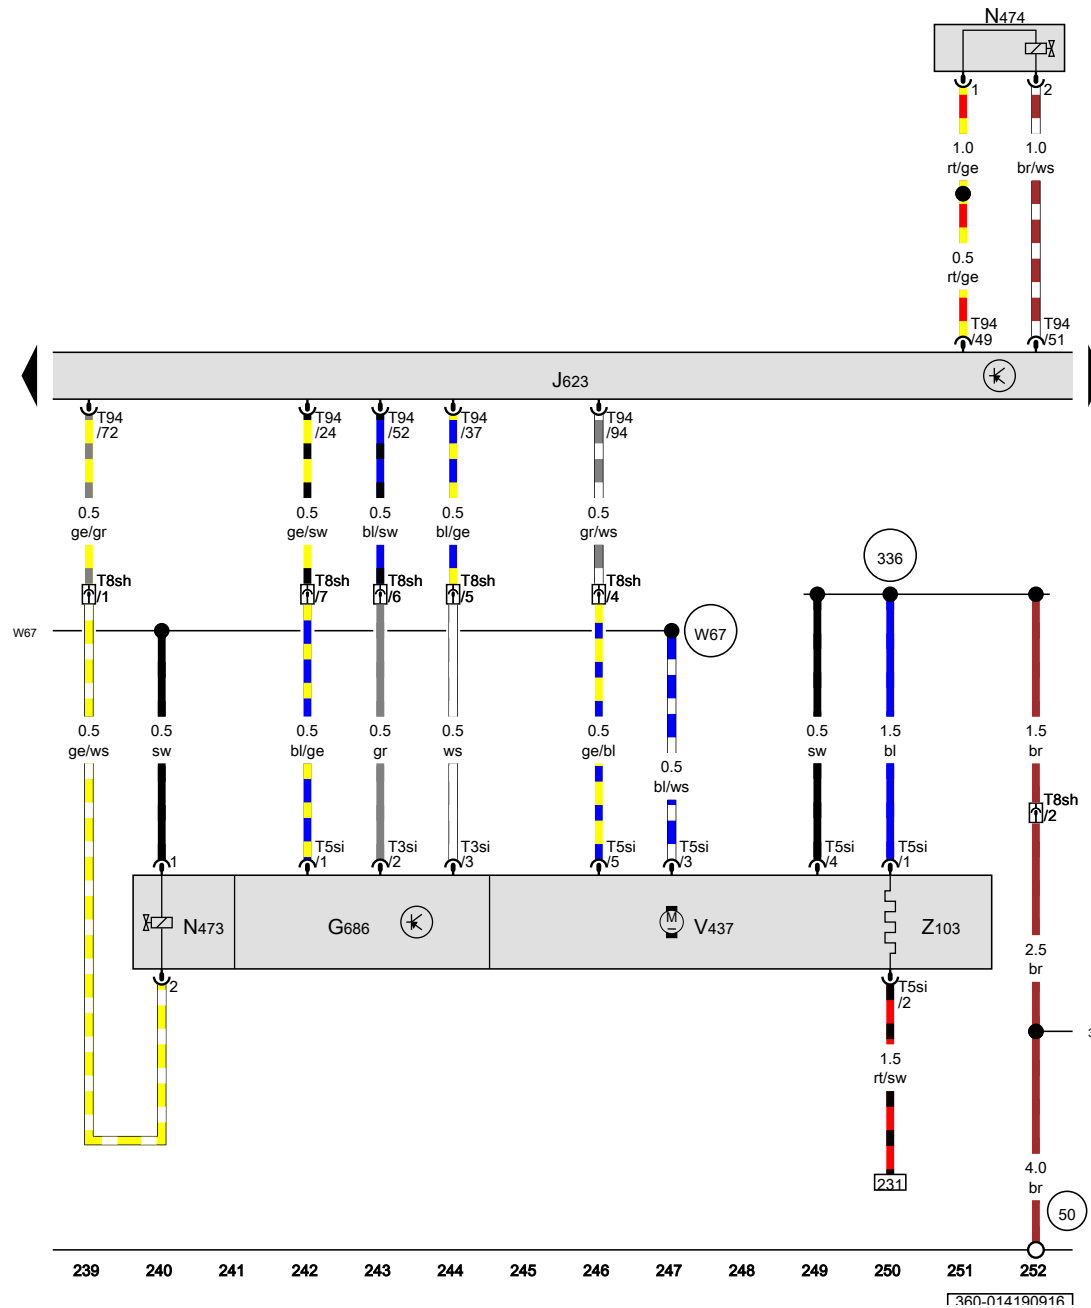 N474
1
2
1.0
rt/ge
1.0
br/ws
0.5
rt/ge
T94
/49
T94
/51
J623
T94
/72
T94
/24
T94
/52
T94
/37
T94
/94
0.5
ge/gr
0.5
ge/sw
0.5
bl/sw
0.5
bl/ge
0.5
gr/ws
336
T8sh
/1
T8sh
/7
T8sh
/6
T8sh
/5
T8sh
/4
W67
W67
0.5
ge/ws
0.5
sw
0.5
bl/ge
0.5
gr
0.5
ws
0.5
ge/bl
0.5
bl/ws
0.5
sw
1.5
bl
1.5
br
T8sh
/2
1
T5si
/1
T3si
/2
T3si
/3
T5si
/5
T5si
/3
T5si
/4
T5si
/1
N473
G686
M
V437
Z103
2
T5si
/2
2.5
br
1.5
rt/sw
231
4.0
br
50
239 240 241 242 243 244 245 246 247 248 249 250 251 252
360-014190916